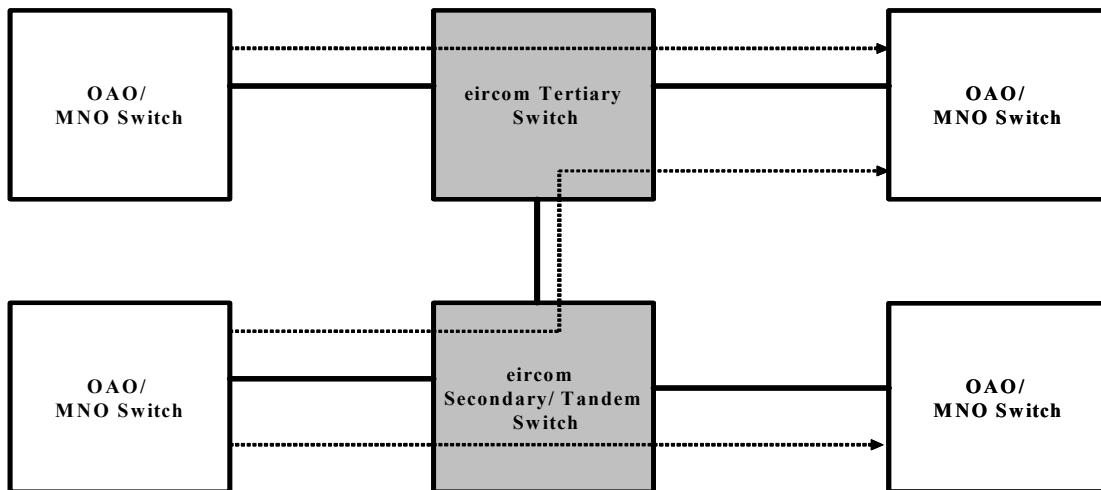 OAO/
MNO Switch
eircom Tertiary
Switch
OAO/
MNO Switch
OAO/
MNO Switch
eircom
Secondary/ Tandem
Switch
OAO/
MNO Switch